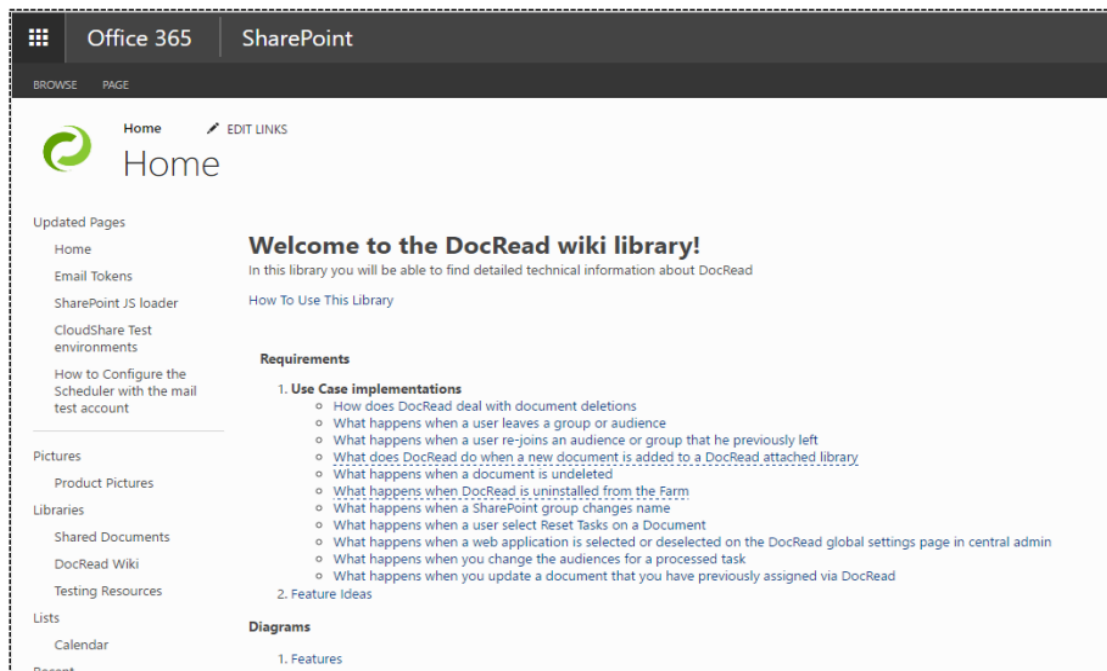 Office 365 SharePoint
BROWSE PAGE
Home EDIT LINKS
Home
Updated Pages
Home
Email Tokens
SharePoint JS loader
CloudShare Test
environments
How to Configure the
Scheduler with the mail
test account
Pictures
Product Pictures
Libraries
Shared Documents
DocRead Wiki
Testing Resources
Lists
Calendar
Recent
Welcome to the DocRead wiki library!
In this library you will be able to find detailed technical information about DocRead
How To Use This Library
Requirements
1. Use Case implementations
o How does DocRead deal with document deletions
o What happens when a user leaves a group or audience
o What happens when a user re-joins an audience or group that he previously left
o What does DocRead do when a new document is added to a DocRead attached library
o What happens when a document is undeleted
o What happens when DocRead is uninstalled from the Farm
o What happens when a SharePoint group changes name
o What happens when a user select Reset Tasks on a Document
o What happens when a web application is selected or deselected on the DocRead global settings page in central admin
o What happens when you change the audiences for a processed task
o What happens when you update a document that you have previously assigned via DocRead
2. Feature Ideas
Diagrams
1. Features